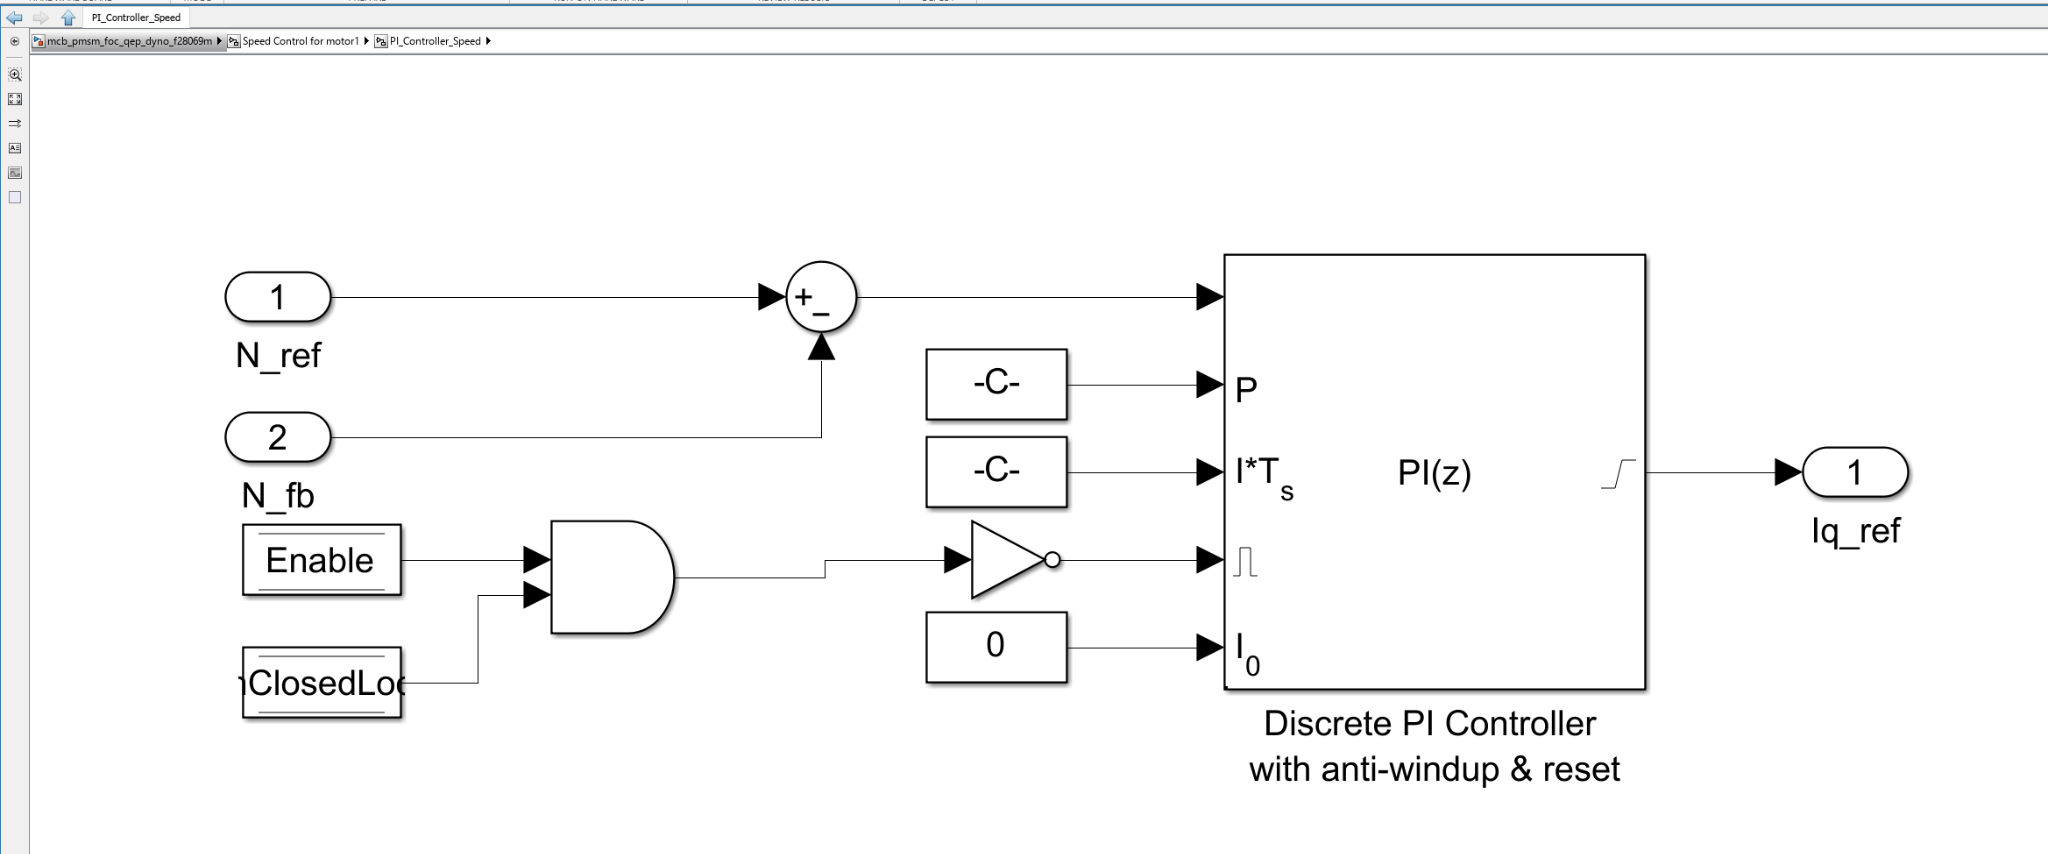 PI_Controller_Speed
mcb_pmsm_foc_qep_dyno_f28069m Speed Control for motor1 PI_Controller_Speed
1
+
−
N_ref
-C-
P
2
-C-
I*Ts
PI(z)
1
N_fb
Iq_ref
Enable
0
I0
ClosedLoo
Discrete PI Controller
with anti-windup & reset